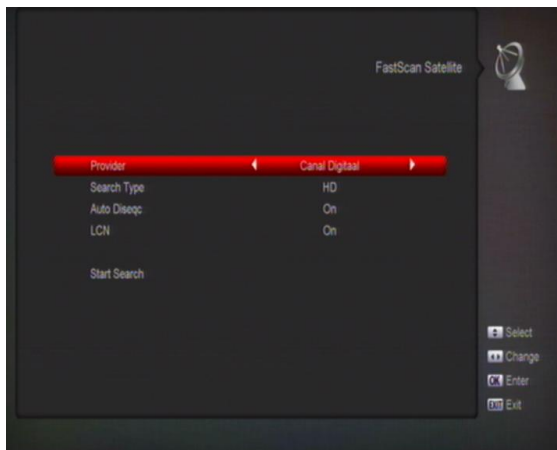 FastScan Satellite
Provider Canal Digitaal
Search Type HD
Auto Diseqc On
LCN On
Start Search
Select
Change
OK Enter
EXIT Exit